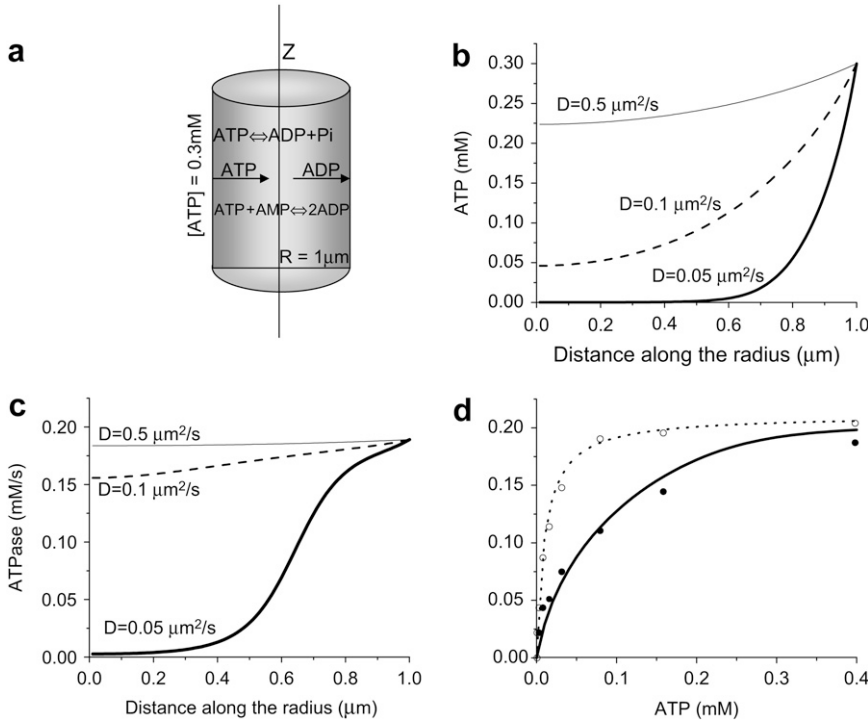 a
Z
ATP⇔ADP+Pi
ATP
ADP
ATP+AMP⇔2ADP
[ATP] = 0.3mM
R = 1μm
b
ATP (mM)
0.30
0.25
0.20
0.15
0.10
0.05
0.00
D=0.5 μm²/s
D=0.1 μm²/s
D=0.05 μm²/s
0.0 0.2 0.4 0.6 0.8 1.0
Distance along the radius (μm)
c
ATPase (mM/s)
0.20
0.15
0.10
0.05
0.00
D=0.5 μm²/s
D=0.1 μm²/s
D=0.05 μm²/s
0.0 0.2 0.4 0.6 0.8 1.0
Distance along the radius (μm)
d
0.20
0.15
0.10
0.05
0.00
0.0 0.1 0.2 0.3 0.4
ATP (mM)